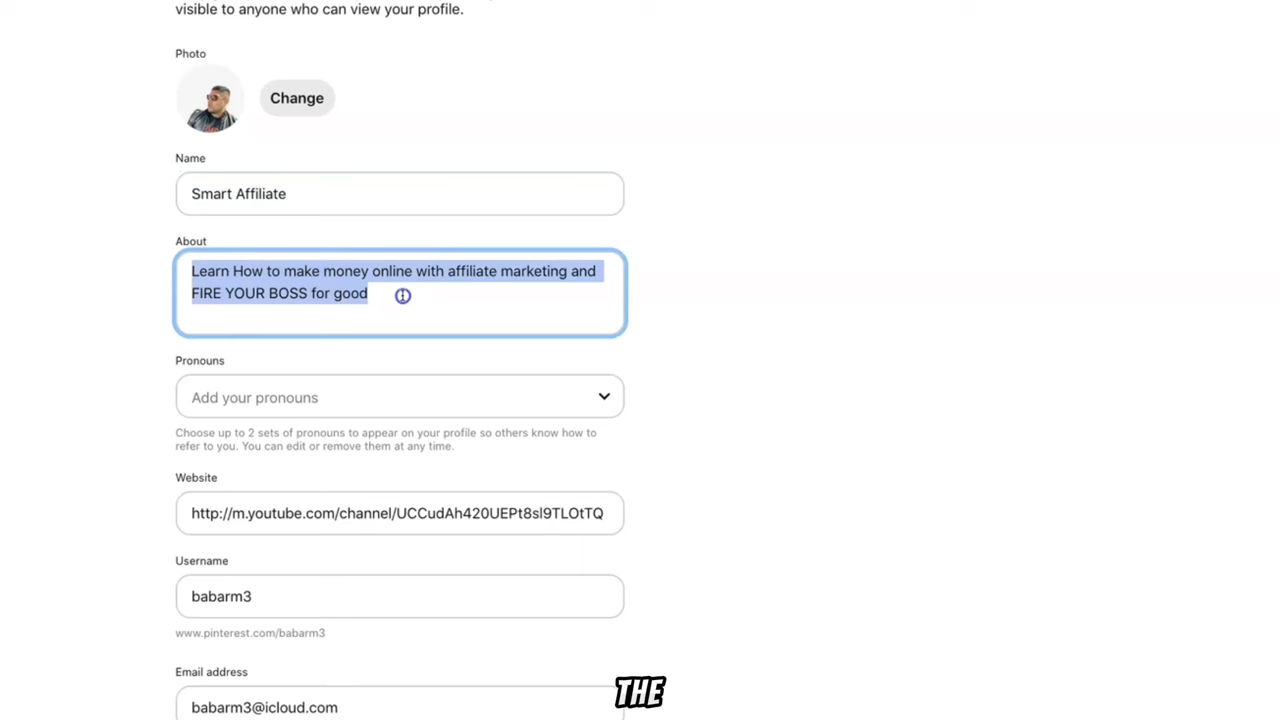 visible to anyone who can view your profile.
Photo
Change
Name
Smart Affiliate
About
Learn How to make money online with affiliate marketing and
FIRE YOUR BOSS for good
Pronouns
Add your pronouns
Choose up to 2 sets of pronouns to appear on your profile so others know how to
refer to you. You can edit or remove them at any time.
Website
http://m.youtube.com/channel/UCCudAh420UEPt8sl9TLOtTQ
Username
babarm3
www.pinterest.com/babarm3
Email address
babarm3@icloud.com
THE